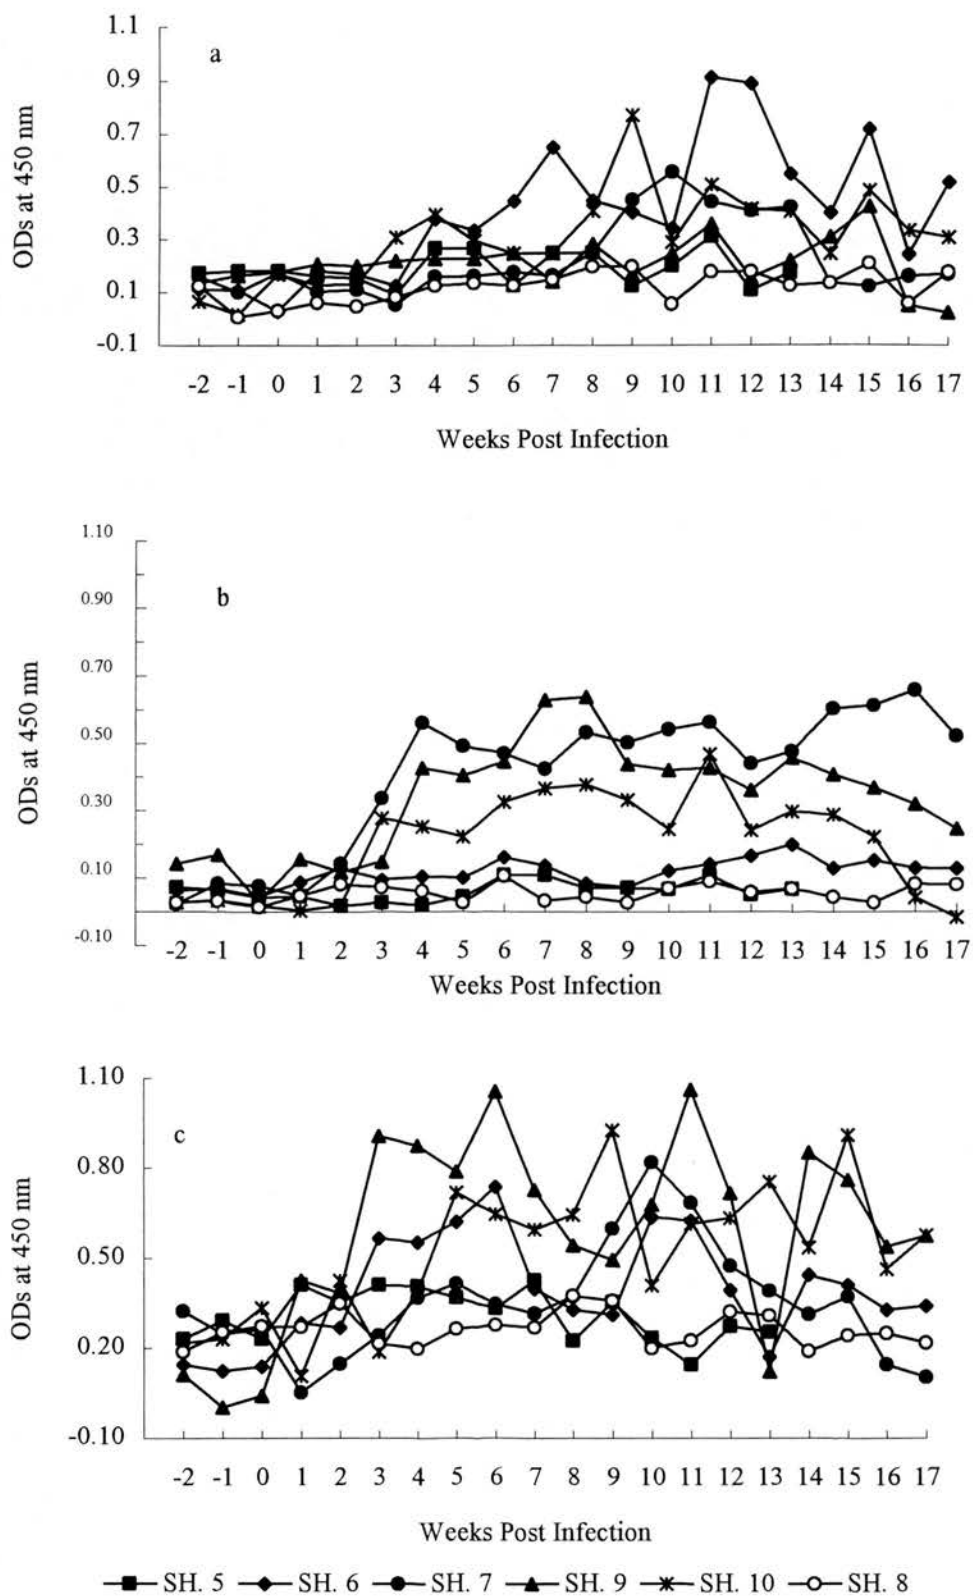 a
1.1
0.9
0.7
0.5
0.3
0.1
-0.1
ODs at 450 nm
-2 -1 0 1 2 3 4 5 6 7 8 9 10 11 12 13 14 15 16 17
Weeks Post Infection
b
1.10
0.90
0.70
0.50
0.30
0.10
-0.10
ODs at 450 nm
-2 -1 0 1 2 3 4 5 6 7 8 9 10 11 12 13 14 15 16 17
Weeks Post Infection
c
1.10
0.80
0.50
0.20
-0.10
ODs at 450 nm
-2 -1 0 1 2 3 4 5 6 7 8 9 10 11 12 13 14 15 16 17
Weeks Post Infection
SH. 5 SH. 6 SH. 7 SH. 9 SH. 10 SH. 8